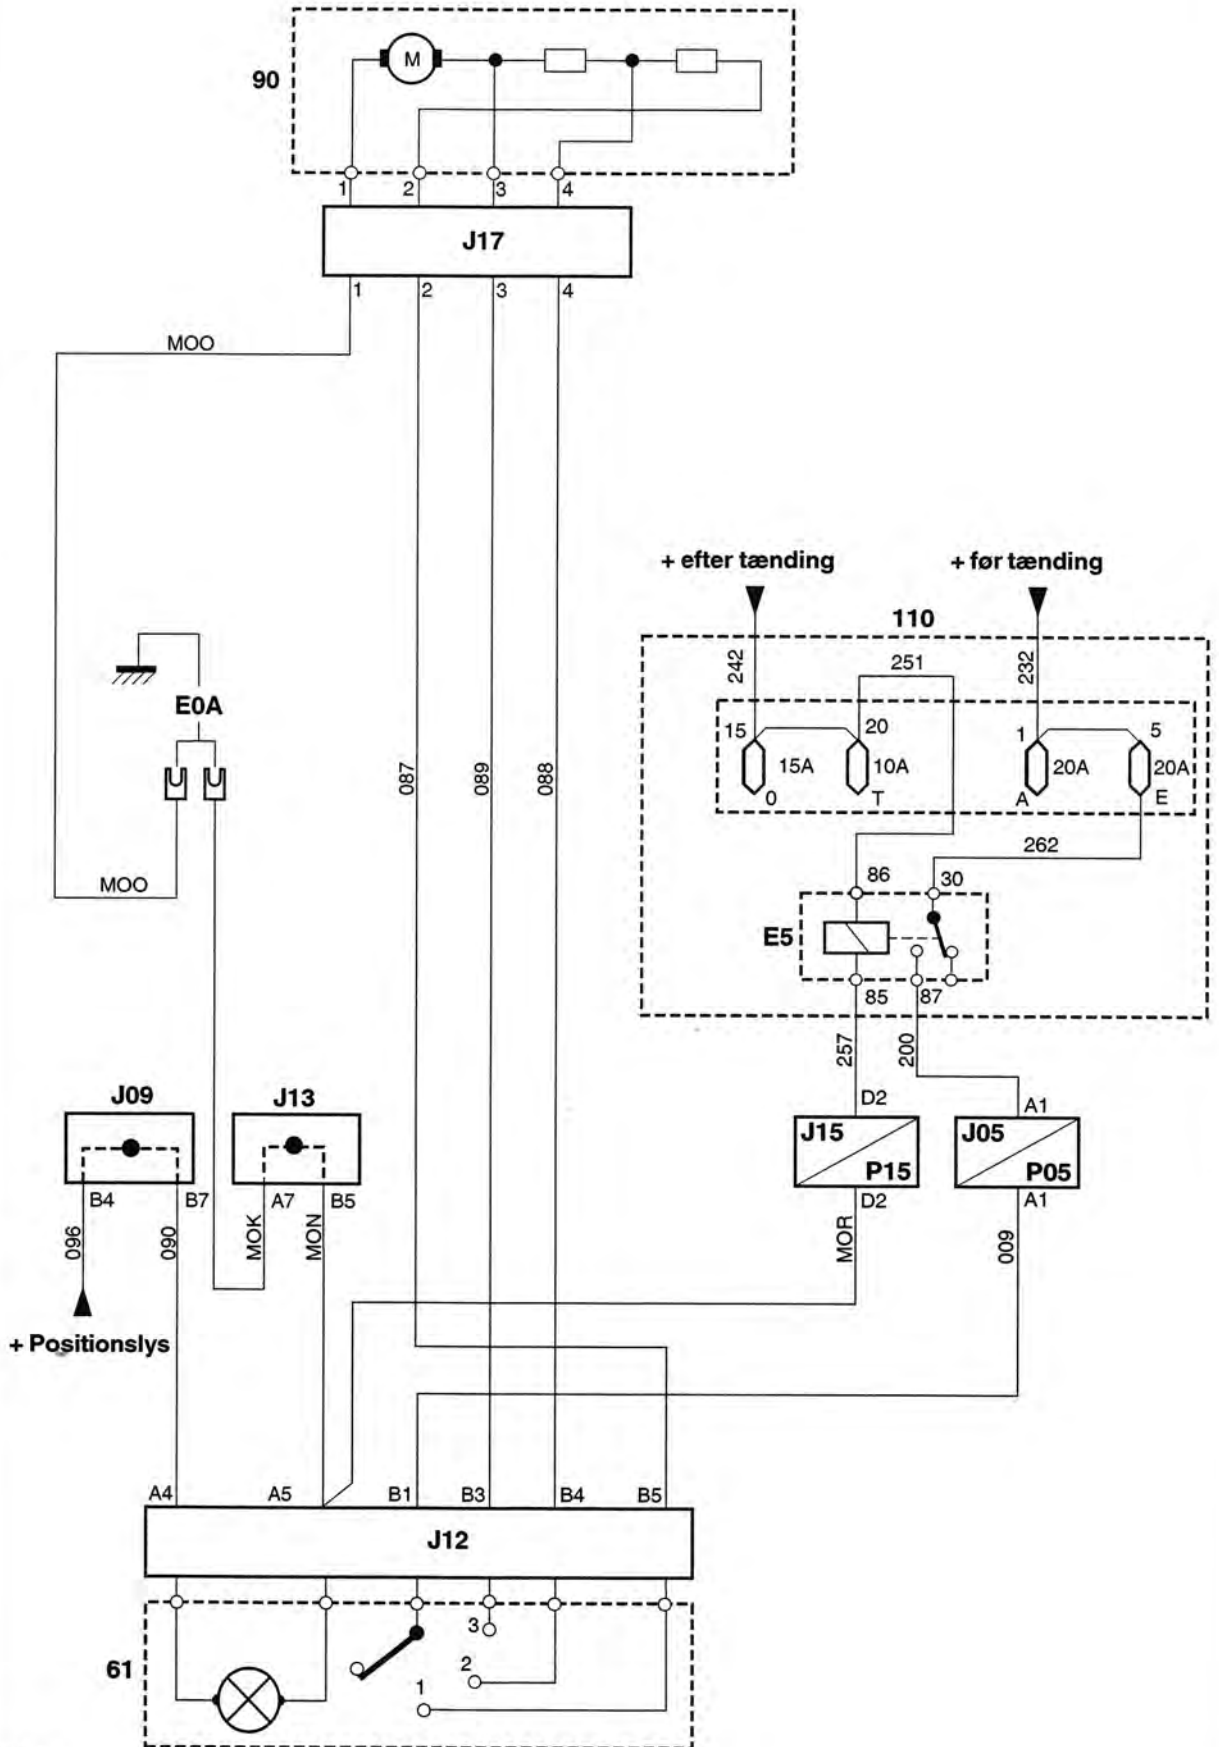 M
90
1 2 3 4
J17
1 2 3 4
MOO
+ efter tænding + før tænding
110
242 251 232
E0A
15 20 1 5
087 089 088
15A 10A 20A 20A
0 T A E
262
MOO
86 30
E5
85 87
257 200
J09 J13
D2 A1
J15 J05
P15 P05
B4 B7 A7 B5
D2 A1
096 090 MOK MON MOR 009
+ Positionslys
A4 A5 B1 B3 B4 B5
J12
3
61 2
1